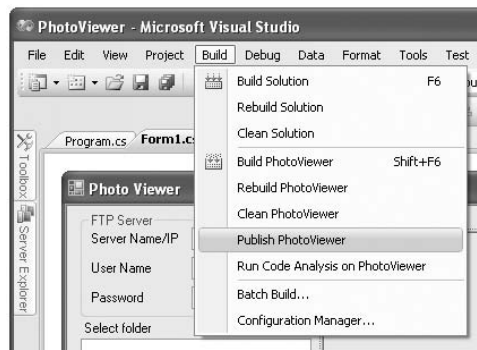 PhotoViewer - Microsoft Visual Studio
File Edit View Project Build Debug Data Format Tools Test
Build Solution F6
Rebuild Solution
Clean Solution
Program.cs Form1.c
Build PhotoViewer Shift+F6
Rebuild PhotoViewer
Clean PhotoViewer
Publish PhotoViewer
Run Code Analysis on PhotoViewer
Batch Build...
Configuration Manager...
Toolbox
Server Explorer
Photo Viewer
FTP Server
Server Name/IP
User Name
Password
Select folder